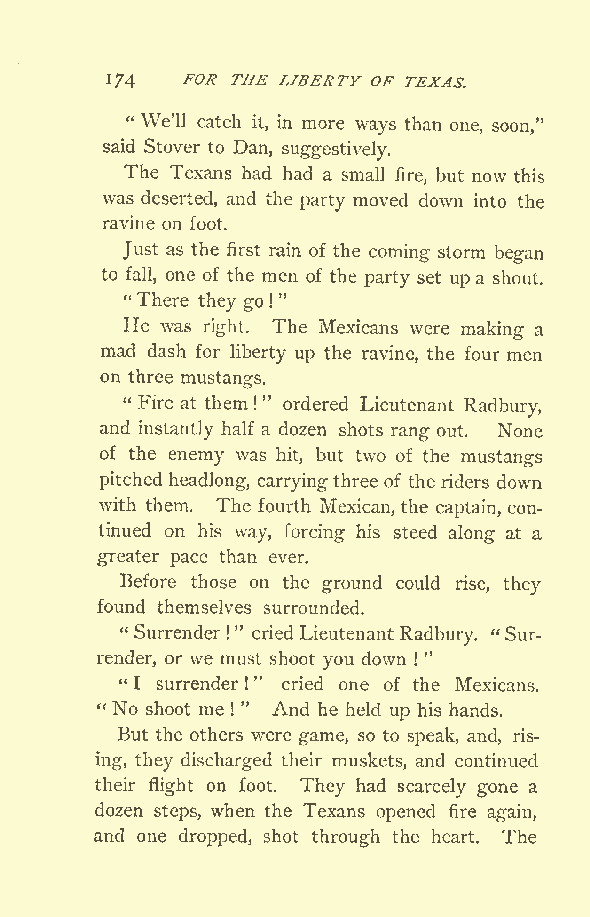 174 FOR THE LIBERTY OF TEXAS.
"We'll catch it, in more ways than one, soon,"
said Stover to Dan, suggestively.
The Texans had had a small fire, but now this
was deserted, and the party moved down into the
ravine on foot.
Just as the first rain of the coming storm began
to fall, one of the men of the party set up a shout.
"There they go!"
He was right. The Mexicans were making a
mad dash for liberty up the ravine, the four men
on three mustangs.
"Fire at them!" ordered Lieutenant Radbury,
and instantly half a dozen shots rang out. None
of the enemy was hit, but two of the mustangs
pitched headlong, carrying three of the riders down
with them. The fourth Mexican, the captain, con-
tinued on his way, forcing his steed along at a
greater pace than ever.
Before those on the ground could rise, they
found themselves surrounded.
"Surrender!" cried Lieutenant Radbury. "Sur-
render, or we must shoot you down!"
"I surrender!" cried one of the Mexicans.
"No shoot me!" And he held up his hands.
But the others were game, so to speak, and, ris-
ing, they discharged their muskets, and continued
their flight on foot. They had scarcely gone a
dozen steps, when the Texans opened fire again,
and one dropped, shot through the heart. The